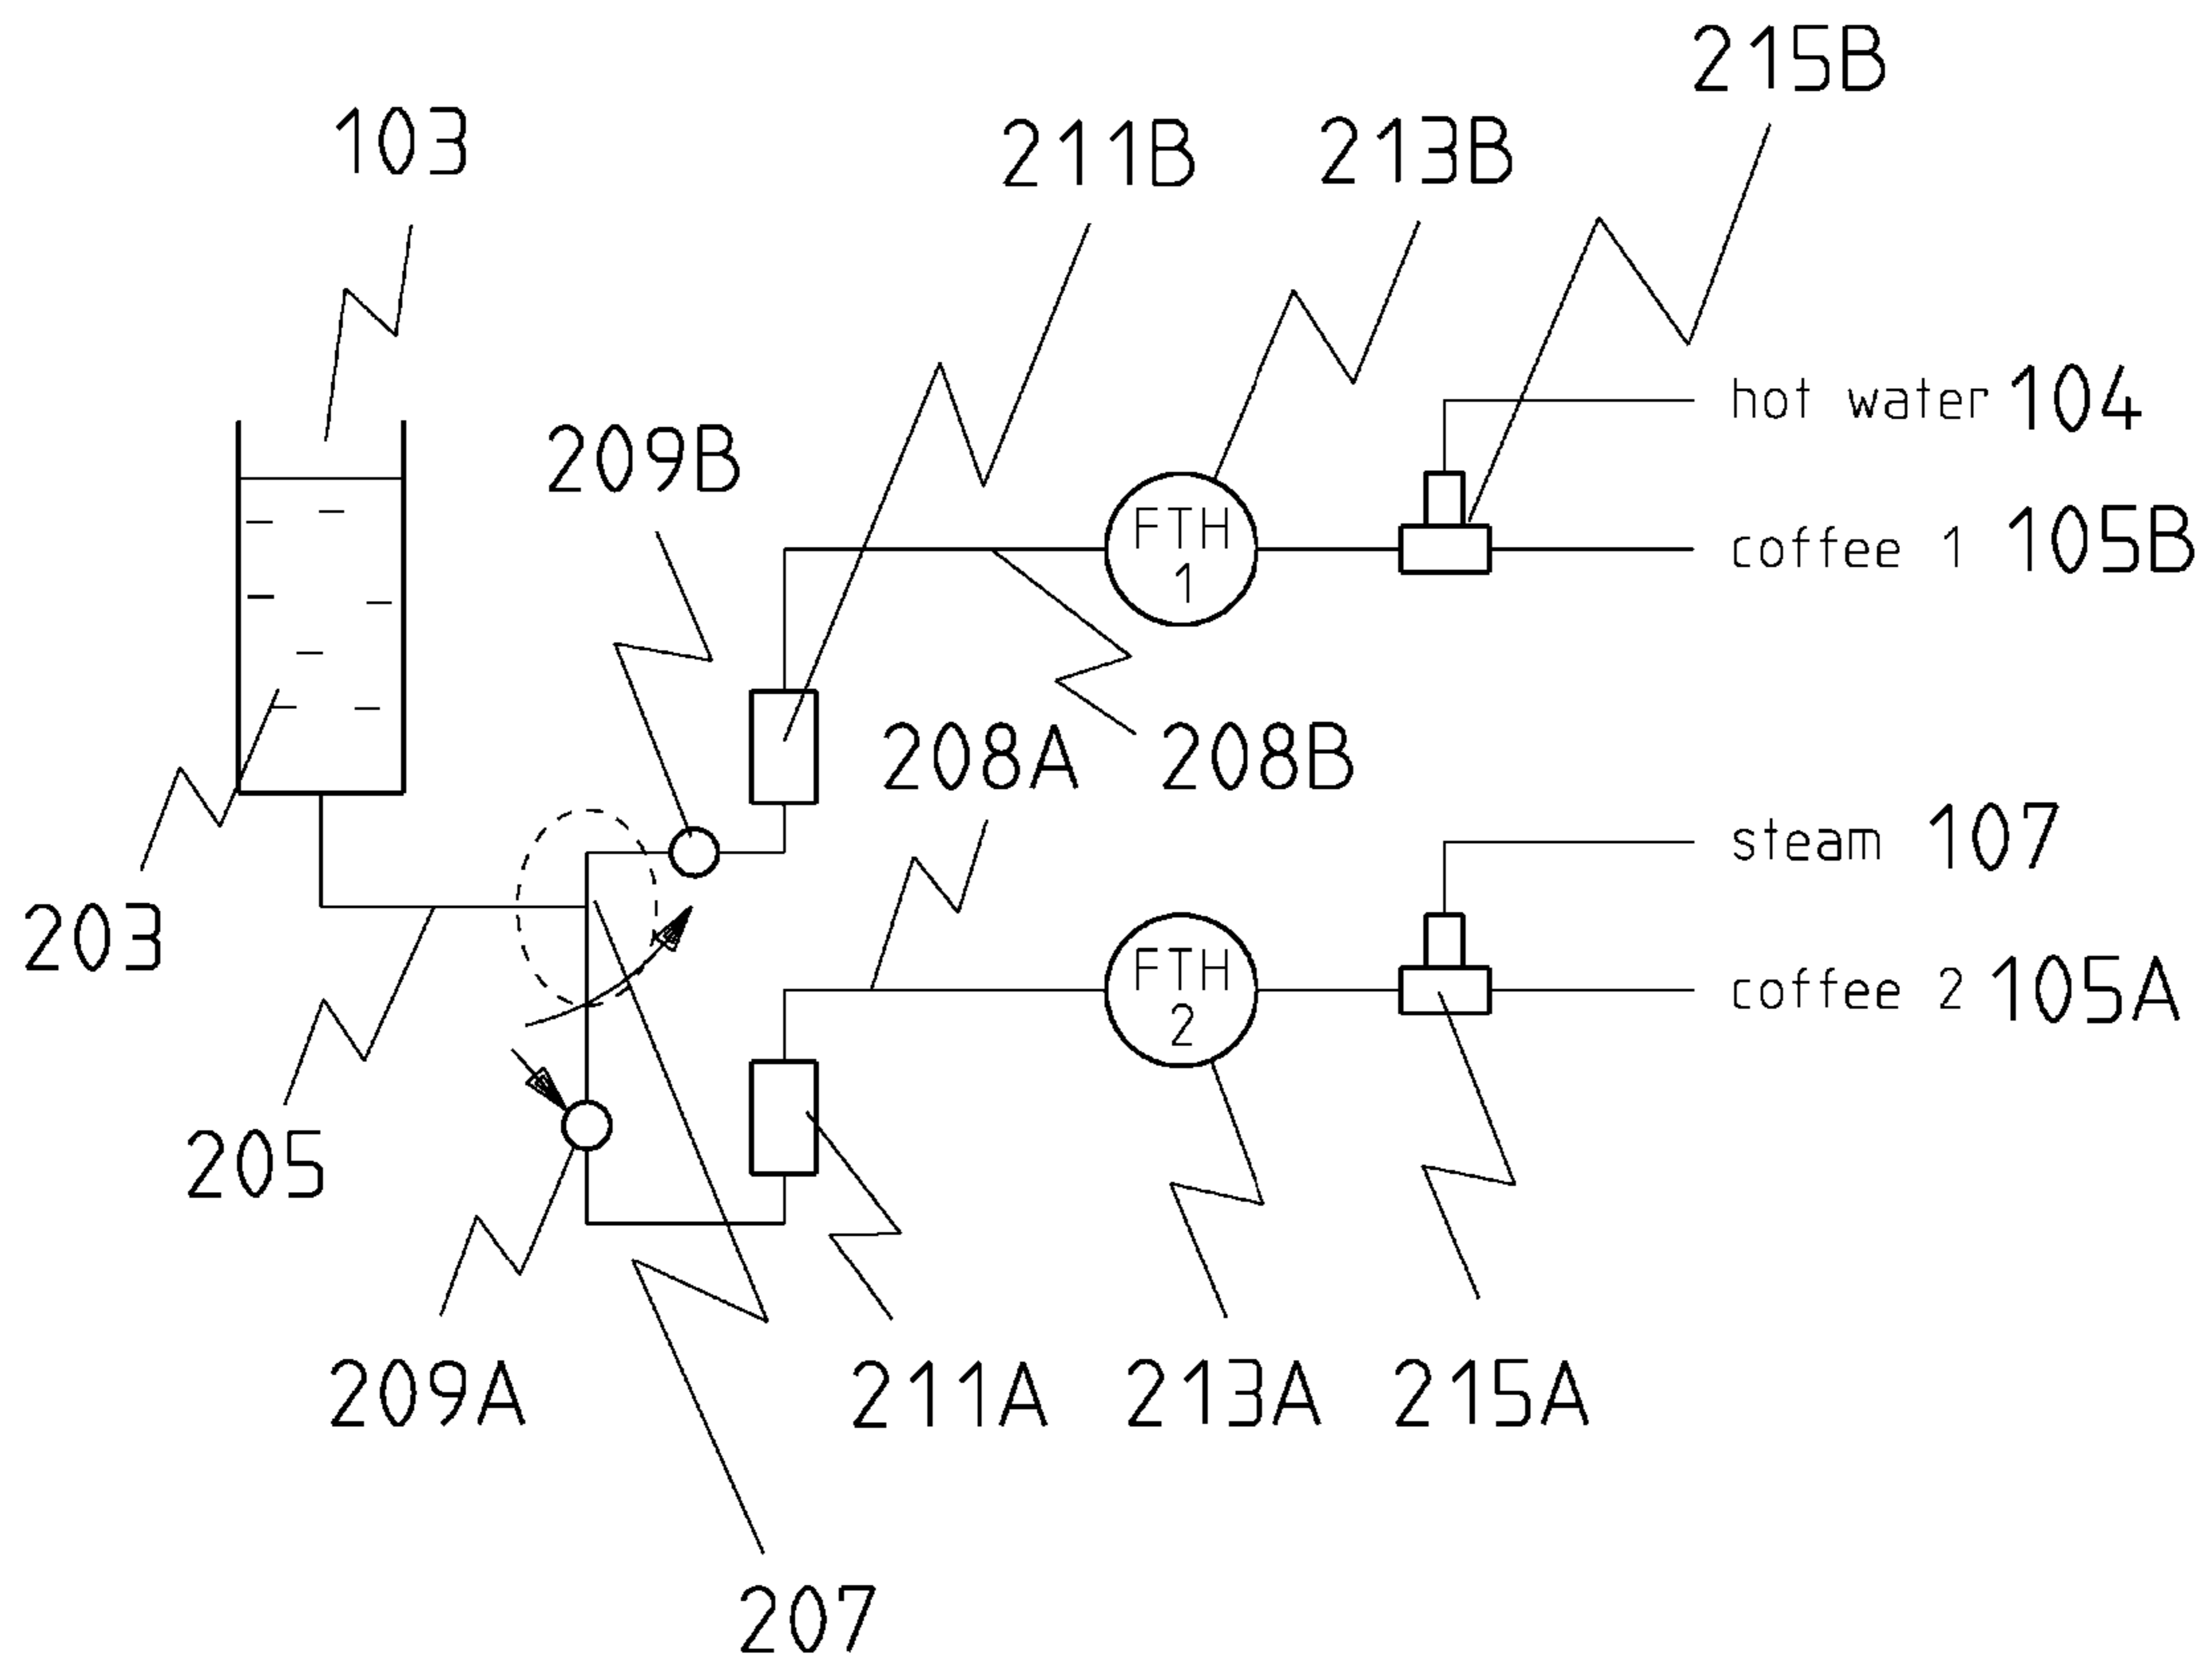 215B
103
211B
213B
hot water 104
209B
FTH
1
coffee 1 105B
208A
208B
steam 107
203
FTH
2
coffee 2 105A
205
209A
211A
213A
215A
207